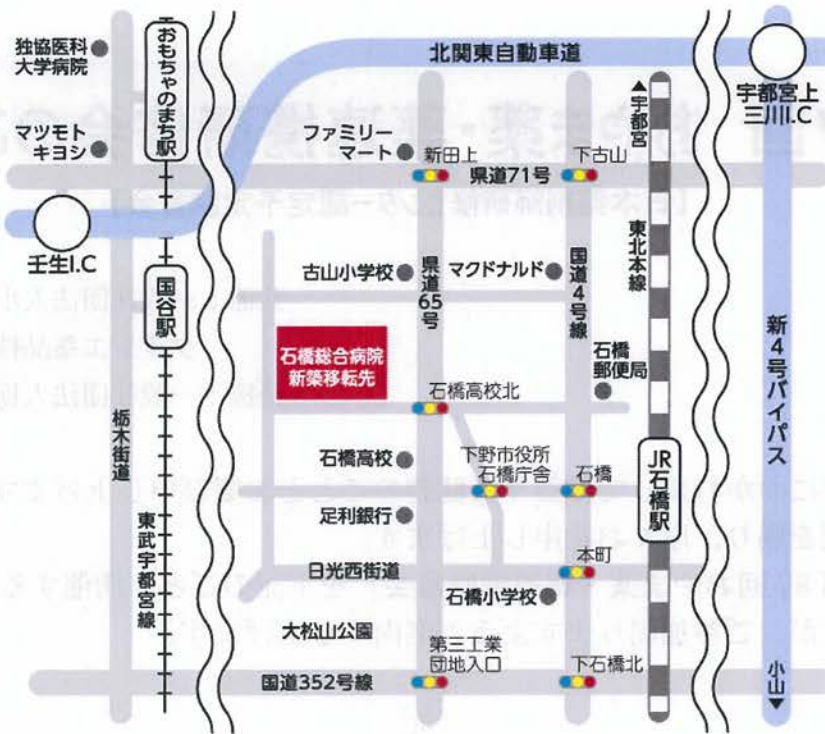 独協医科
大学病院
おもちゃのまち駅
北関東自動車道
宇都宮上
三川I.C
▲宇都宮
マツモト
キヨシ
ファミリー
マート
新田上
県道71号
下古山
壬生I.C
国谷駅
古山小学校
県道65号
マクドナルド
国道4号線
東北本線
石橋総合病院
新築移転先
石橋
郵便局
新4号バイパス
石橋高校北
栃木街道
石橋高校
下野市役所
石橋庁舎
石橋
JR石橋駅
足利銀行
東武宇都宮線
本町
日光西街道
石橋小学校
大松山公園
第三工業
団地入口
下石橋北
国道352号線
小山▼